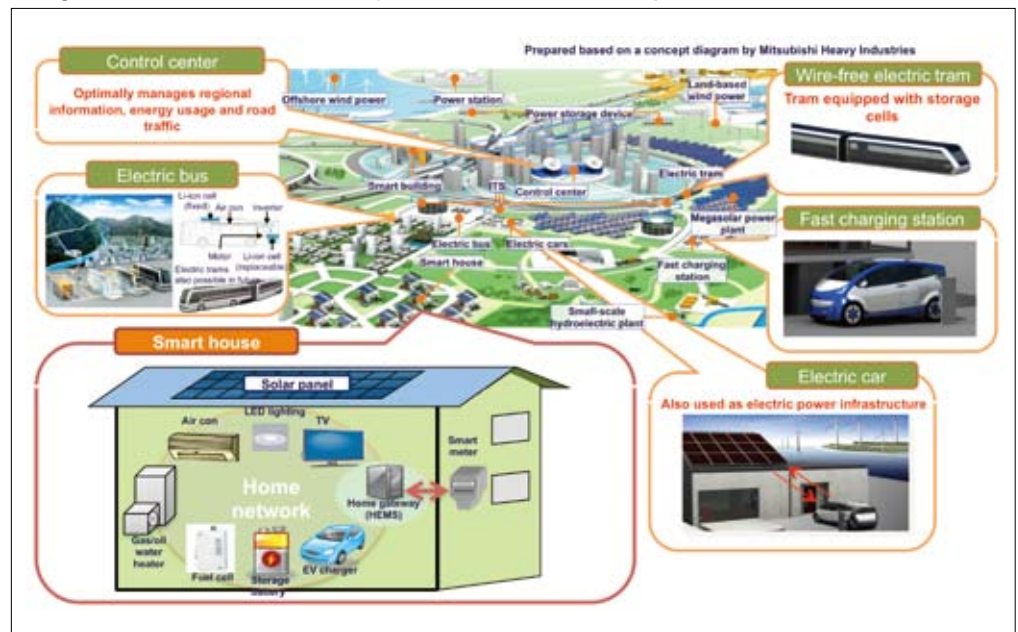 Prepared based on a concept diagram by Mitsubishi Heavy Industries
Control center
Optimally manages regional
information, energy usage and road
traffic
Offshore wind power
Power station
Land-based
wind power
Power storage device
Smart building
ITS
Control center
Electric tram
Megasolar power
plant
Electric bus
Electric cars
Smart house
Fast charging
station
Small-scale
hydroelectric plant
Wire-free electric tram
Tram equipped with storage
cells
Electric bus
Li-ion cell
(fixed)
Air con
Inverter
Motor
Li-ion cell
(replaceable)
Electric trams
also possible in future
Fast charging station
Electric car
Also used as electric power infrastructure
Smart house
Solar panel
LED lighting
Air con
TV
Smart
meter
Home
network
Home gateway
(HEMS)
Gas/oil
water
heater
Fuel cell
Storage
battery
EV charger